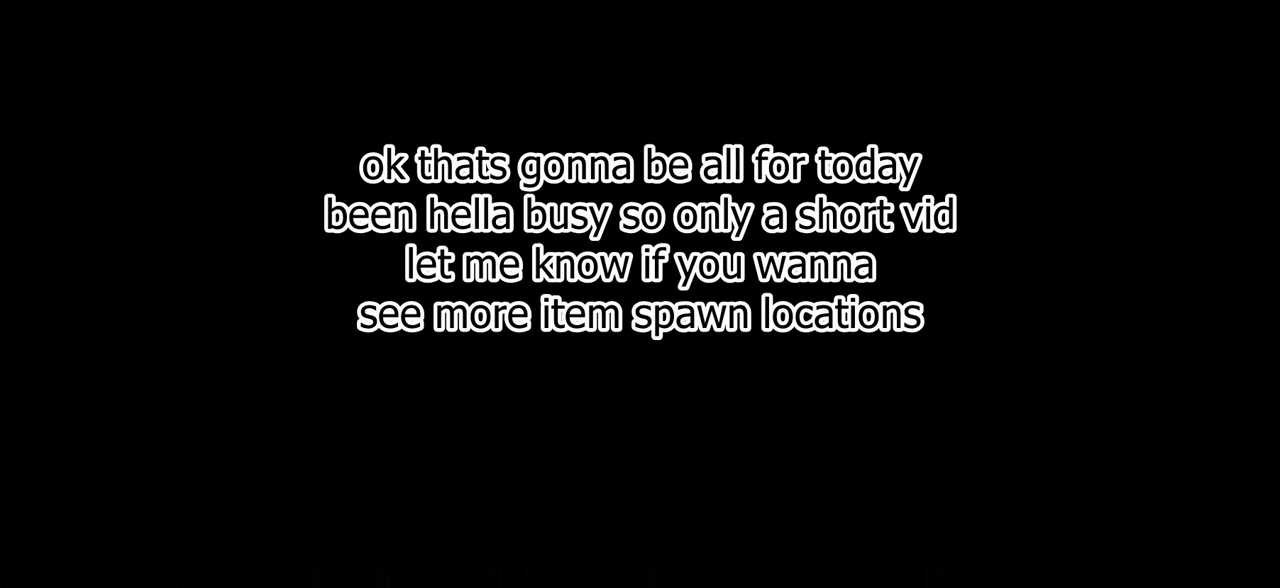 ok thats gonna be all for today
been hella busy so only a short vid
let me know if you wanna
see more item spawn locations